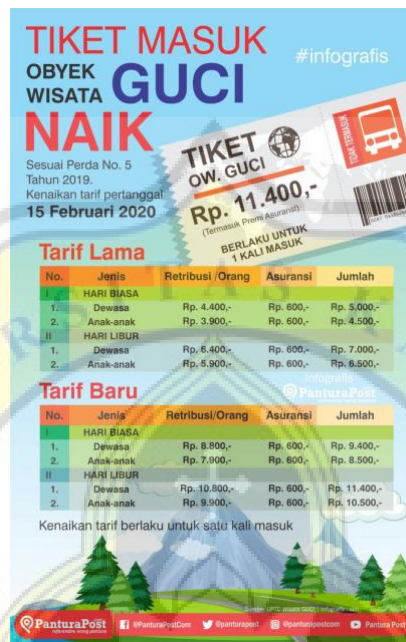 TIKET MASUK
#infografis
OBYEK
WISATA GUCI
NAIK
Sesuai Perda No. 5
Tahun 2019.
Kenaikan tarif pertanggal
15 Februari 2020
TIKET
OW. GUCI
Rp. 11.400,-
(Termasuk Premi Asuransi)
BERLAKU UNTUK
1 KALI MASUK
TIDAK TERMASUK
Tarif Lama
No. Jenis Retribusi /Orang Asuransi Jumlah
I HARI BIASA
1. Dewasa Rp. 4.400,- Rp. 600,- Rp. 5.000,-
2. Anak-anak Rp. 3.900,- Rp. 600,- Rp. 4.500,-
II HARI LIBUR
1. Dewasa Rp. 6.400,- Rp. 600,- Rp. 7.000,-
2. Anak-anak Rp. 5.900,- Rp. 600,- Rp. 6.500,-
Infografis
PanturaPost
Tarif Baru
No. Jenis Retribusi/Orang Asuransi Jumlah
I HARI BIASA
1. Dewasa Rp. 8.800,- Rp. 600,- Rp. 9.400,-
2. Anak-anak Rp. 7.900,- Rp. 600,- Rp. 8.500,-
II HARI LIBUR
1. Dewasa Rp. 10.800,- Rp. 600,- Rp. 11.400,-
2. Anak-anak Rp. 9.900,- Rp. 600,- Rp. 10.500,-
Kenaikan tarif berlaku untuk satu kali masuk
PanturaPost
@PanturaPostCom @panturapost @panturapostcom Pantura Post